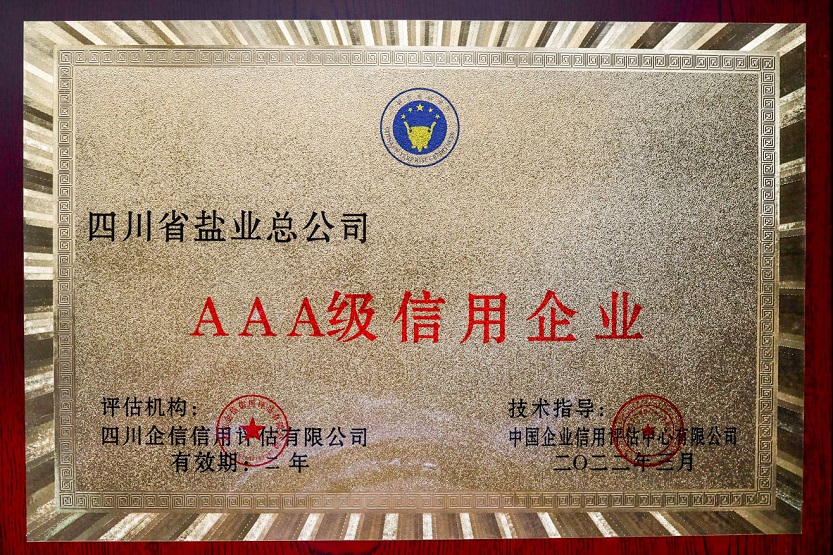 四川省盐业总公司
AAA级信用企业
评估机构：
四川企信信用评估有限公司
有效期：二年
技术指导：
中国企业信用评估中心有限公司
二〇二二年三月